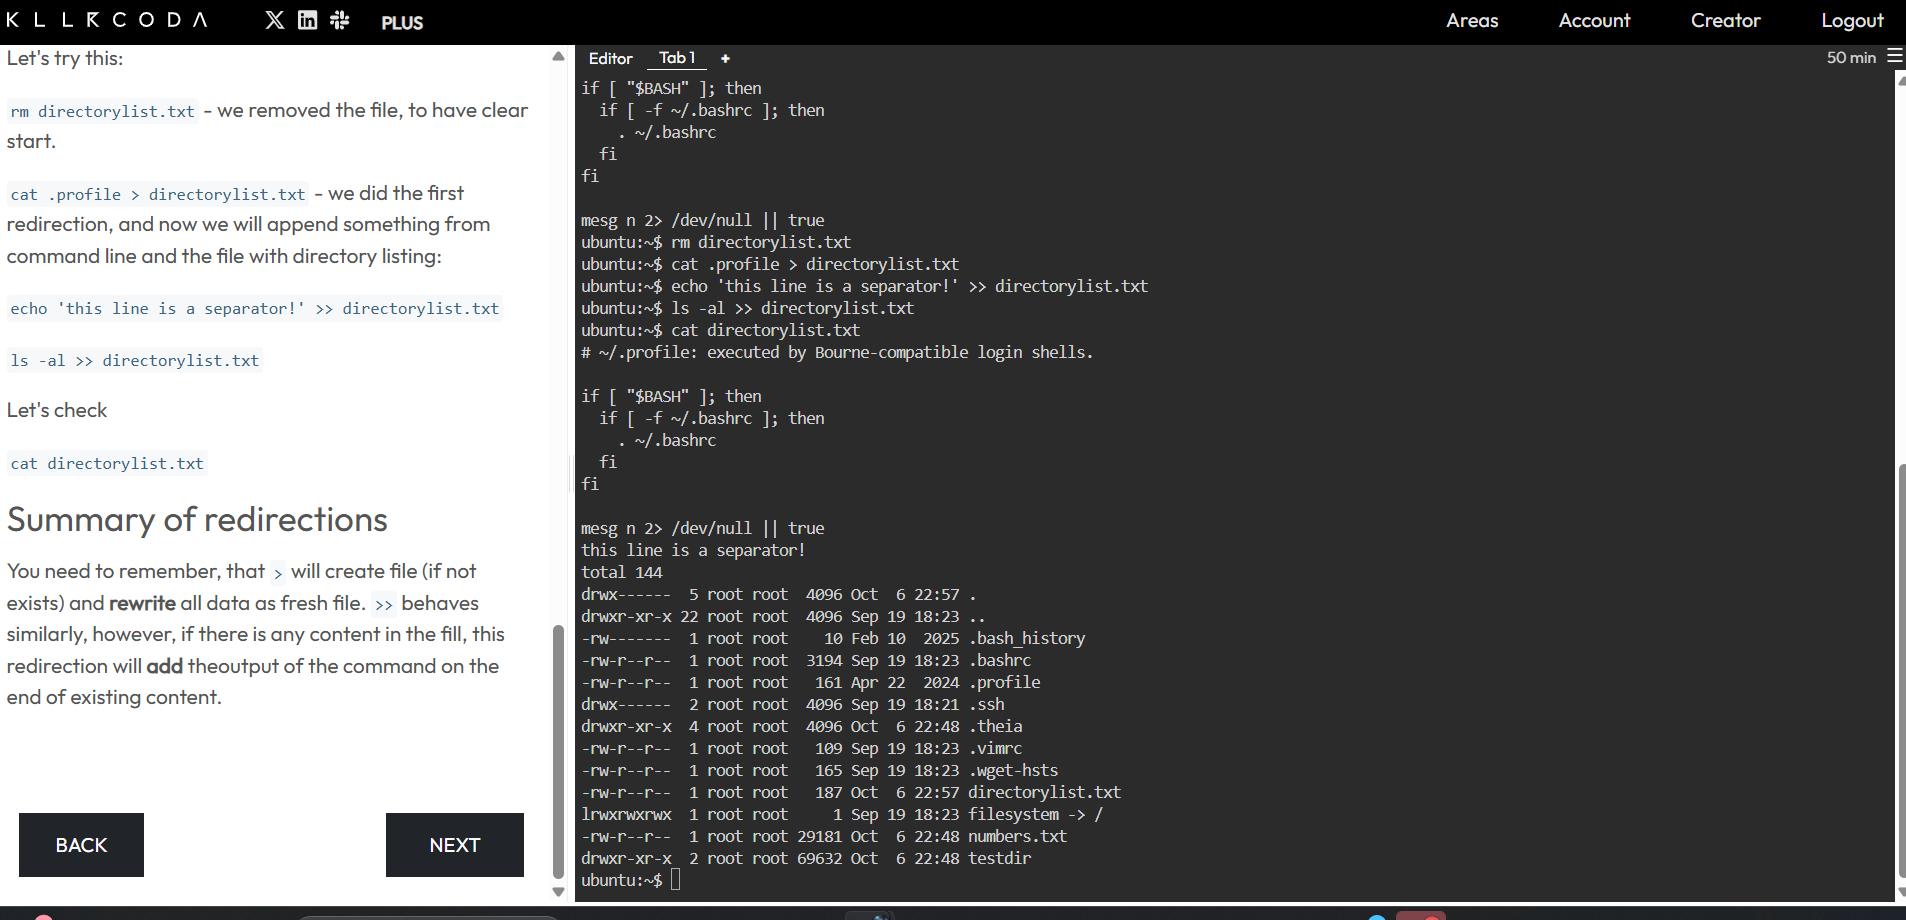 KLLRCODA
PLUS
Areas Account Creator Logout
Let's try this:
rm directorylist.txt - we removed the file, to have clear
start.
cat .profile > directorylist.txt - we did the first
redirection, and now we will append something from
command line and the file with directory listing:
echo 'this line is a separator!' >> directorylist.txt
ls -al >> directorylist.txt
Let's check
cat directorylist.txt
Summary of redirections
You need to remember, that > will create file (if not
exists) and rewrite all data as fresh file. >> behaves
similarly, however, if there is any content in the fill, this
redirection will add theoutput of the command on the
end of existing content.
BACK
NEXT
Editor Tab 1 +
50 min
if [ "$BASH" ]; then
  if [ -f ~/.bashrc ]; then
    . ~/.bashrc
  fi
fi
mesg n 2> /dev/null || true
ubuntu:~$ rm directorylist.txt
ubuntu:~$ cat .profile > directorylist.txt
ubuntu:~$ echo 'this line is a separator!' >> directorylist.txt
ubuntu:~$ ls -al >> directorylist.txt
ubuntu:~$ cat directorylist.txt
# ~/.profile: executed by Bourne-compatible login shells.
if [ "$BASH" ]; then
  if [ -f ~/.bashrc ]; then
    . ~/.bashrc
  fi
fi
mesg n 2> /dev/null || true
this line is a separator!
total 144
drwx------  5 root root  4096 Oct  6 22:57 .
drwxr-xr-x 22 root root  4096 Sep 19 18:23 ..
-rw-------  1 root root    10 Feb 10  2025 .bash_history
-rw-r--r--  1 root root  3194 Sep 19 18:23 .bashrc
-rw-r--r--  1 root root   161 Apr 22  2024 .profile
drwx------  2 root root  4096 Sep 19 18:21 .ssh
drwxr-xr-x  4 root root  4096 Oct  6 22:48 .theia
-rw-r--r--  1 root root   109 Sep 19 18:23 .vimrc
-rw-r--r--  1 root root   165 Sep 19 18:23 .wget-hsts
-rw-r--r--  1 root root   187 Oct  6 22:57 directorylist.txt
lrwxrwxrwx  1 root root     1 Sep 19 18:23 filesystem -> /
-rw-r--r--  1 root root 29181 Oct  6 22:48 numbers.txt
drwxr-xr-x  2 root root 69632 Oct  6 22:48 testdir
ubuntu:~$